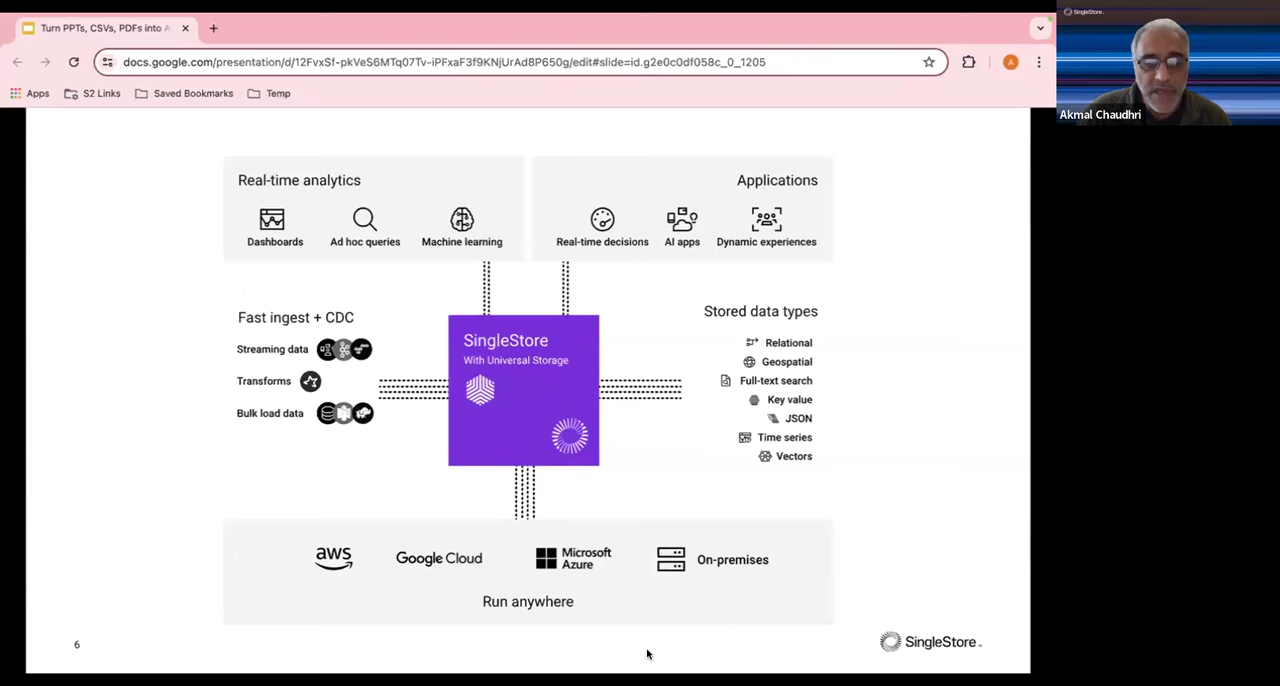 Turn PPTs, CSVs, PDFs into A
docs.google.com/presentation/d/12FvxSf-pkVeS6MTq07Tv-iPFxaF3f9KNjUrAd8P650g/edit#slide=id.g2e0c0df058c_0_1205
A
Apps
S2 Links
Saved Bookmarks
Temp
SingleStore
Akmal Chaudhri
Real-time analytics
Dashboards
Ad hoc queries
Machine learning
Applications
Real-time decisions
AI apps
Dynamic experiences
Fast ingest + CDC
Streaming data
Transforms
Bulk load data
SingleStore
With Universal Storage
Stored data types
Relational
Geospatial
Full-text search
Key value
JSON
Time series
Vectors
aws
Google Cloud
Microsoft
Azure
On-premises
Run anywhere
6
SingleStore